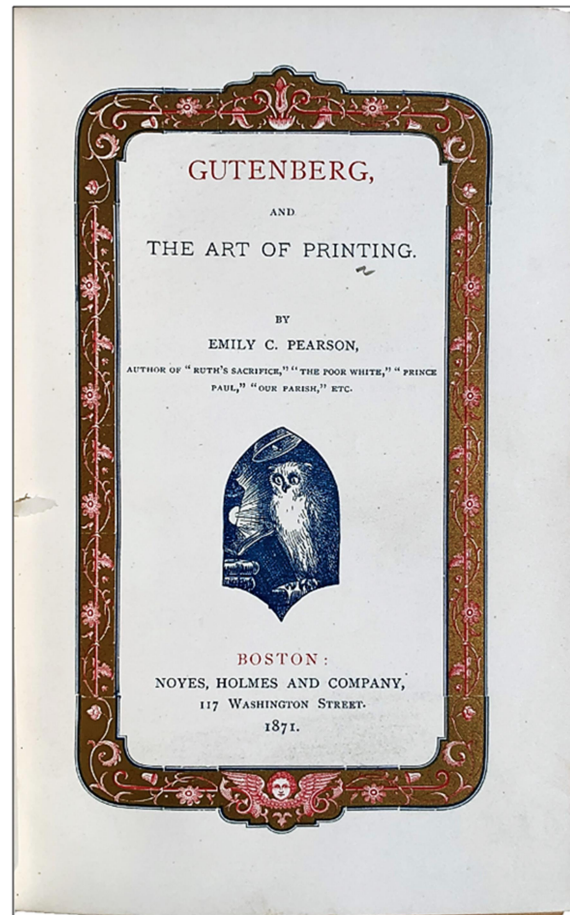 GUTENBERG,
AND
THE ART OF PRINTING.
BY
EMILY C. PEARSON,
AUTHOR OF "RUTH'S SACRIFICE," "THE POOR WHITE," "PRINCE
PAUL," "OUR PARISH," ETC.
BOSTON:
NOYES, HOLMES AND COMPANY,
117 WASHINGTON STREET.
1871.